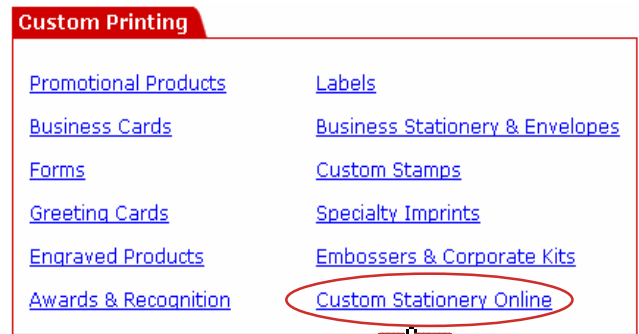 Custom Printing
Promotional Products
Labels
Business Cards
Business Stationery & Envelopes
Forms
Custom Stamps
Greeting Cards
Specialty Imprints
Engraved Products
Embossers & Corporate Kits
Awards & Recognition
Custom Stationery Online